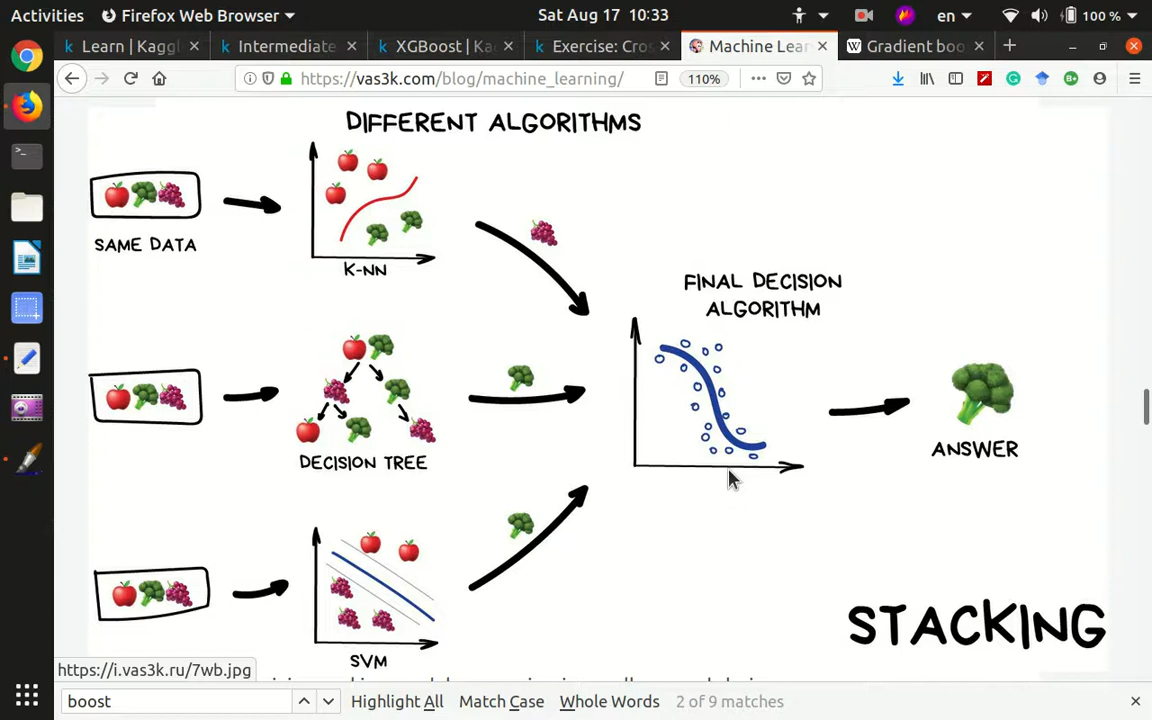 Activities
Firefox Web Browser
Sat Aug 17 10:33
en
100 %
Learn | Kaggl
Intermediate
XGBoost | Ka
Exercise: Cros
Machine Lear
Gradient boo
https://vas3k.com/blog/machine_learning/
110%
DIFFERENT ALGORITHMS
SAME DATA
K-NN
FINAL DECISION
ALGORITHM
DECISION TREE
ANSWER
SVM
STACKING
https://i.vas3k.ru/7wb.jpg
boost
Highlight All
Match Case
Whole Words
2 of 9 matches